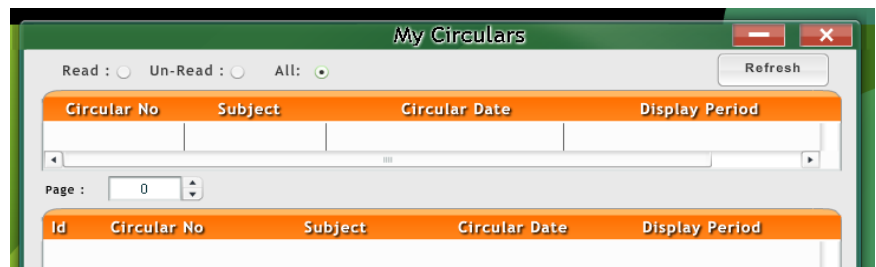 My Circulars
Read : Un-Read : All:
Refresh
Circular No Subject Circular Date Display Period
Page : 0
Id Circular No Subject Circular Date Display Period